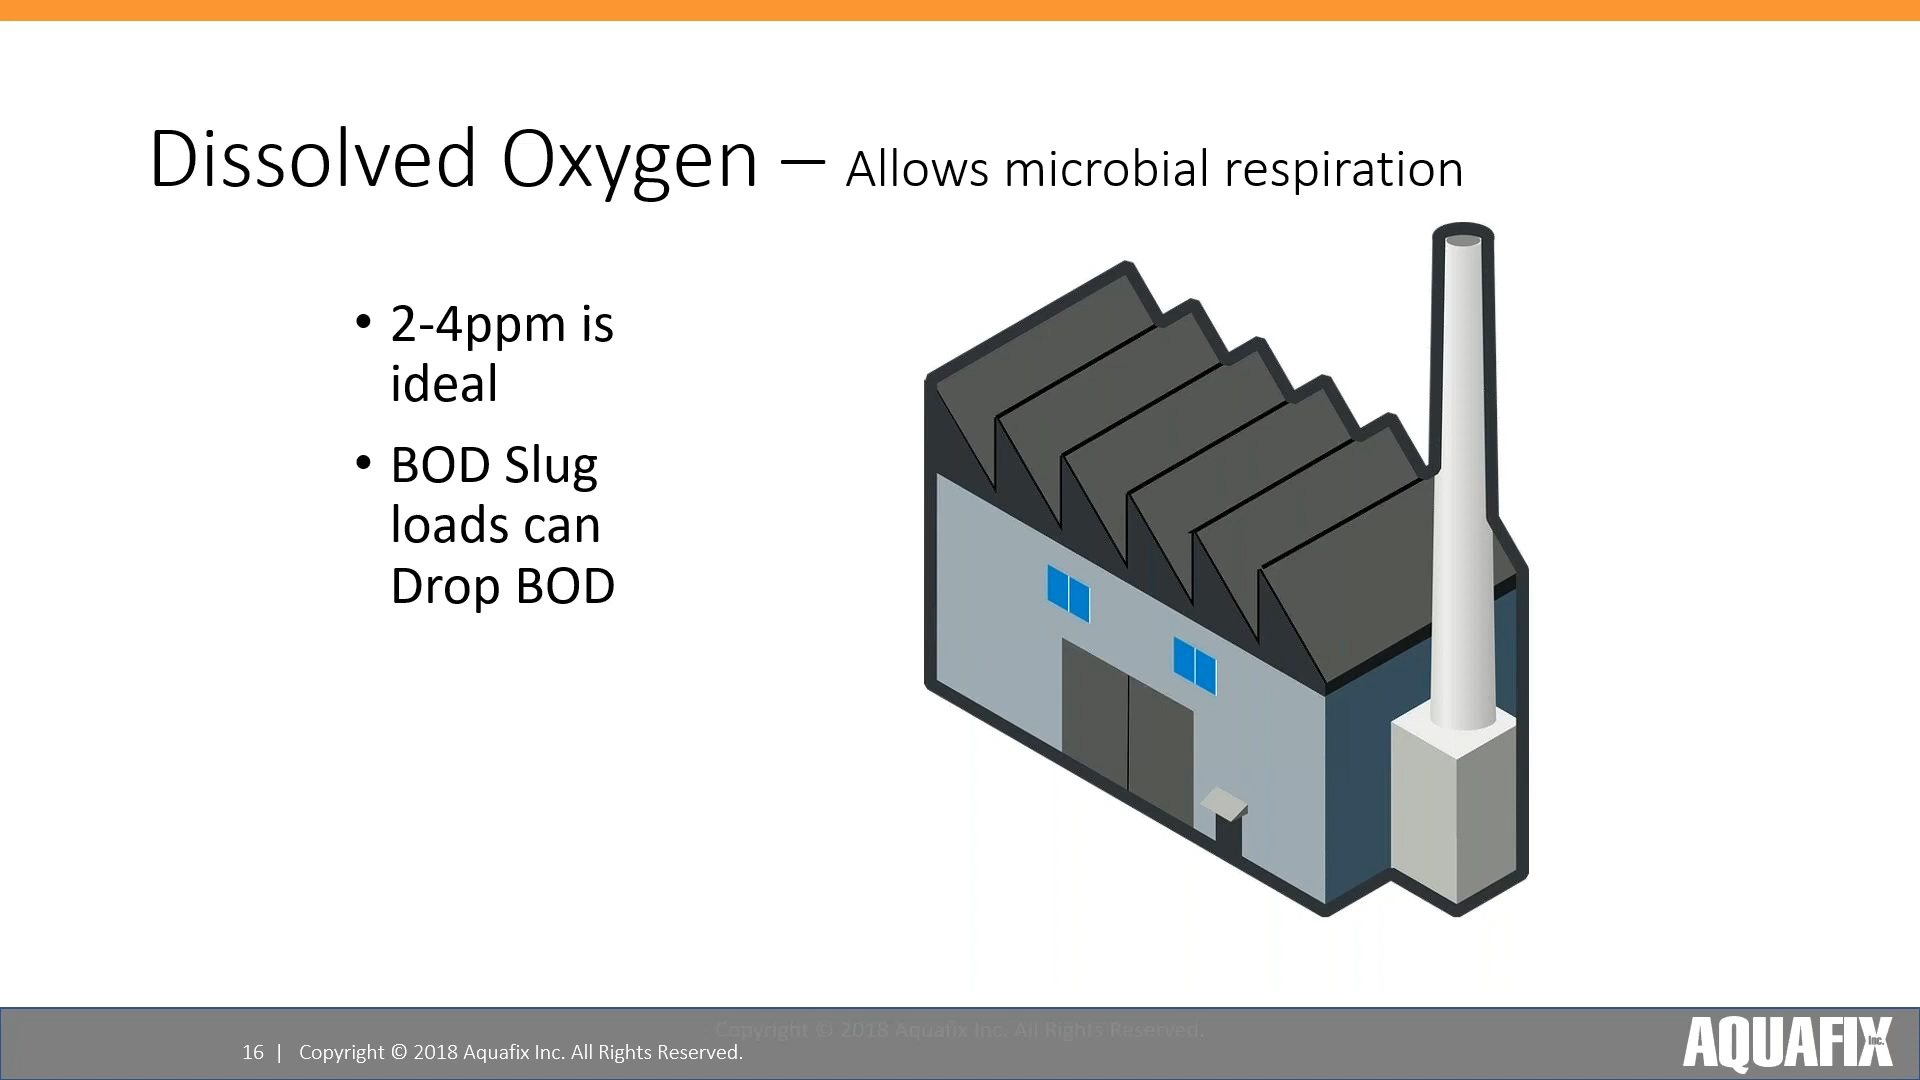 Dissolved Oxygen – Allows microbial respiration
• 2-4ppm is
ideal
• BOD Slug
loads can
Drop BOD
Copyright © 2018 Aquafix Inc. All Rights Reserved.
16 | Copyright © 2018 Aquafix Inc. All Rights Reserved.
AQUAFIX Inc.